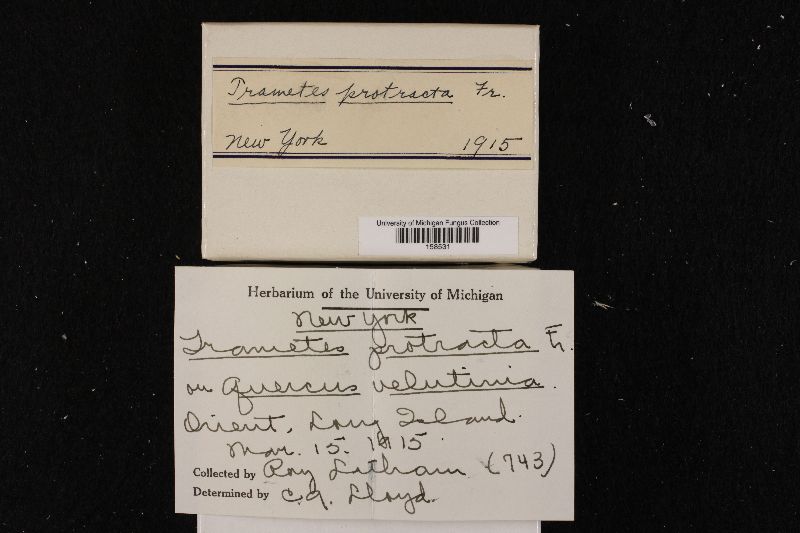 Trametes protracta Fr.
New York 1915
University of Michigan Fungus Collection
158531
Herbarium of the University of Michigan
New York
Trametes protracta Fr.
on Quercus velutinia.
Orient, Long Island.
Mar. 15. 1915.
Collected by Roy Latham (743)
Determined by C.G. Lloyd.